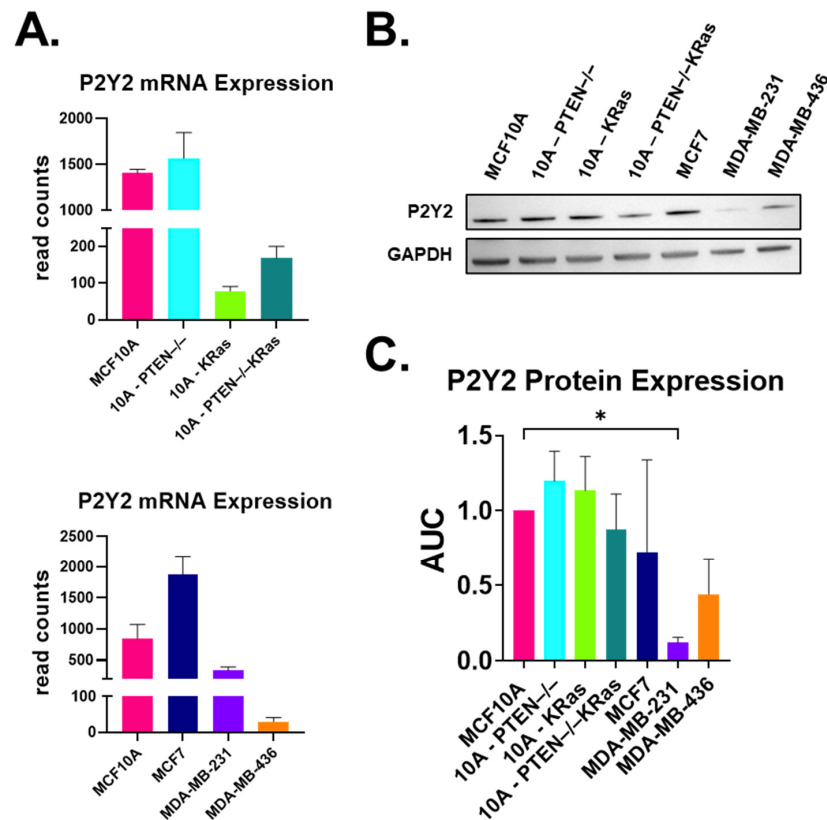 A.
P2Y2 mRNA Expression
read counts
2000
1500
1000
200
100
0
MCF10A
10A - PTEN–/–
10A - KRas
10A - PTEN–/–KRas
P2Y2 mRNA Expression
read counts
2500
2000
1500
1000
500
100
0
MCF10A
MCF7
MDA-MB-231
MDA-MB-436
B.
MCF10A
10A – PTEN–/–
10A – KRas
10A – PTEN–/–KRas
MCF7
MDA-MB-231
MDA-MB-436
P2Y2
GAPDH
C.
P2Y2 Protein Expression
AUC
1.5
1.0
0.5
0.0
*
MCF10A
10A - PTEN–/–
10A - KRas
10A - PTEN–/–KRas
MCF7
MDA-MB-231
MDA-MB-436